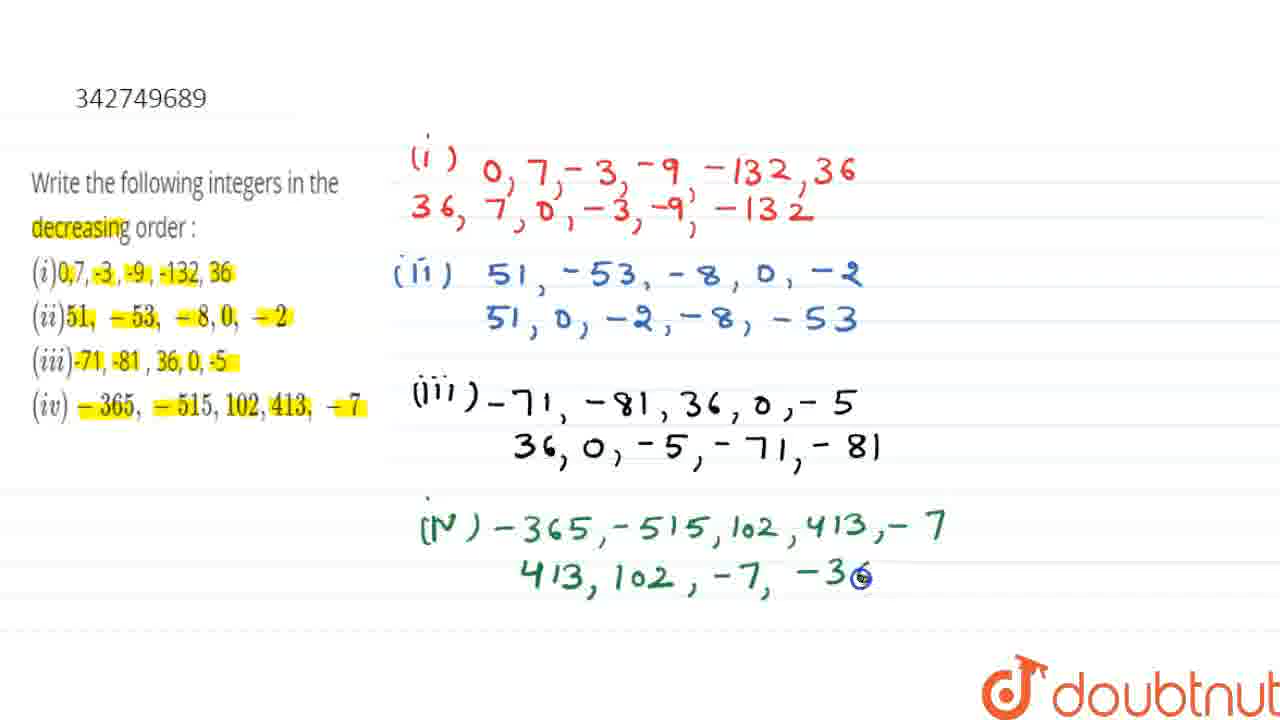 342749689
Write the following integers in the
decreasing order :
(i)0,7, -3 , -9 , -132, 36
(ii)51, −53, −8, 0, −2
(iii)-71, -81 , 36, 0, -5
(iv) −365, −515, 102, 413, −7
(i) 0, 7, -3, -9, -132, 36
36, 7, 0, -3, -9, -132
(ii) 51, -53, -8, 0, -2
51, 0, -2, -8, -53
(iii) -71, -81, 36, 0, -5
36, 0, -5, -71, -81
(iv) -365, -515, 102, 413, -7
413, 102, -7, -36
doubtnut